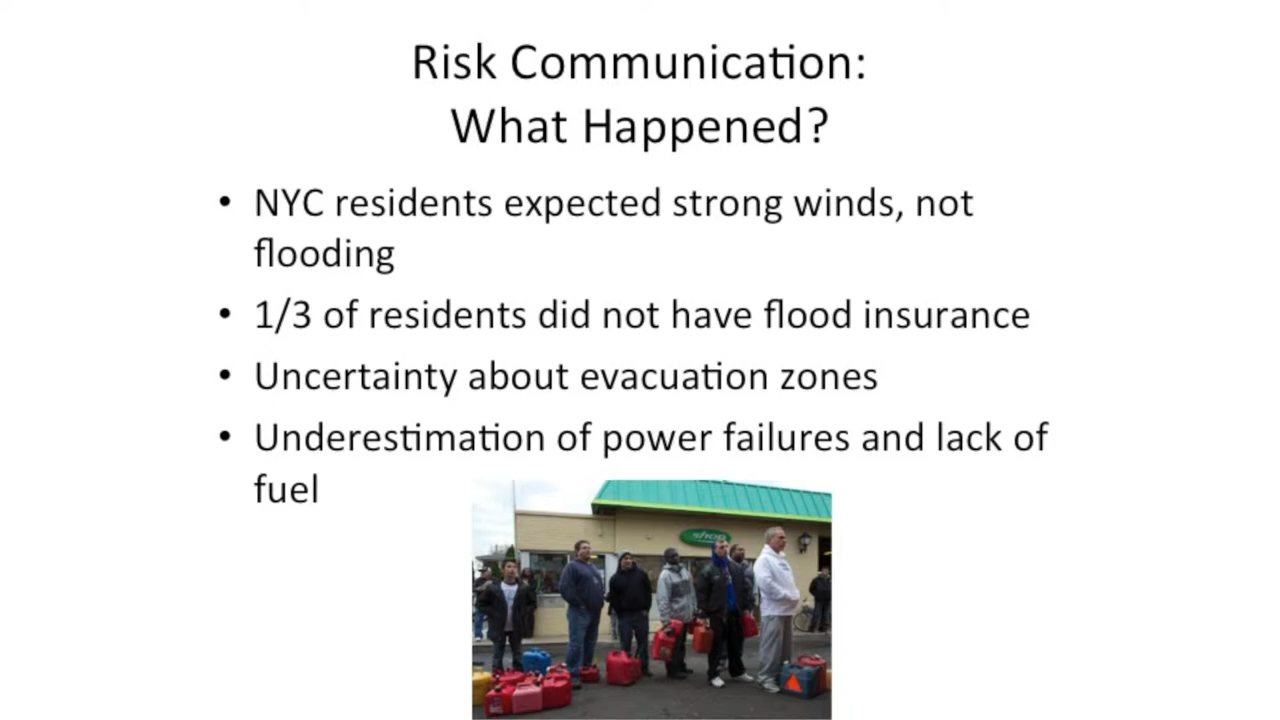 Risk Communication:
What Happened?
• NYC residents expected strong winds, not
flooding
• 1/3 of residents did not have flood insurance
• Uncertainty about evacuation zones
• Underestimation of power failures and lack of
fuel
shop